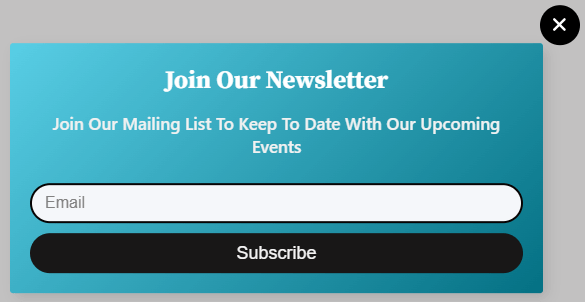 Join Our Newsletter
Join Our Mailing List To Keep To Date With Our Upcoming
Events
Email
Subscribe